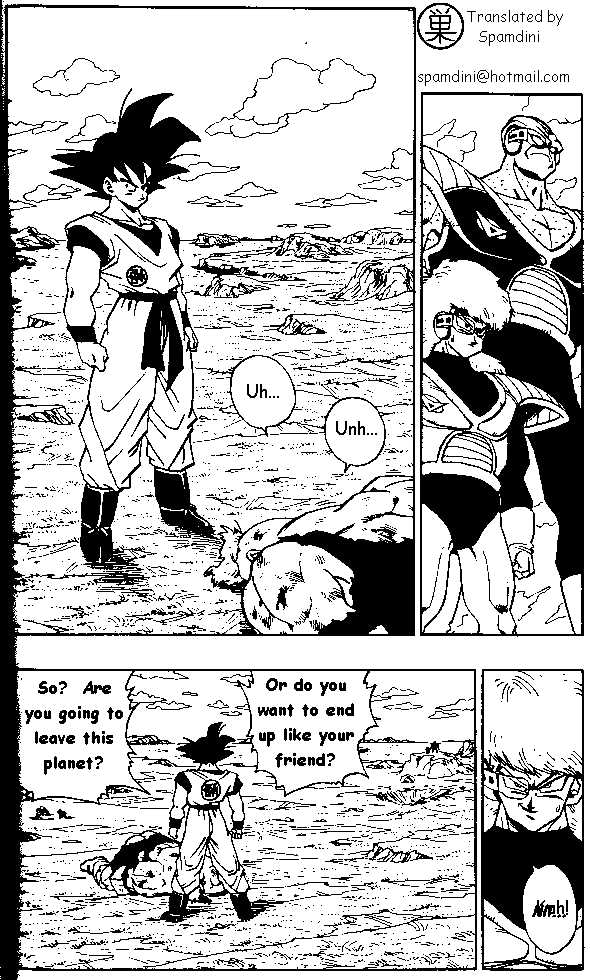 巣
Translated by
Spamdini
spamdini@hotmail.com
Uh...
Unh...
So? Are
you going to
leave this
planet?
Or do you
want to end
up like your
friend?